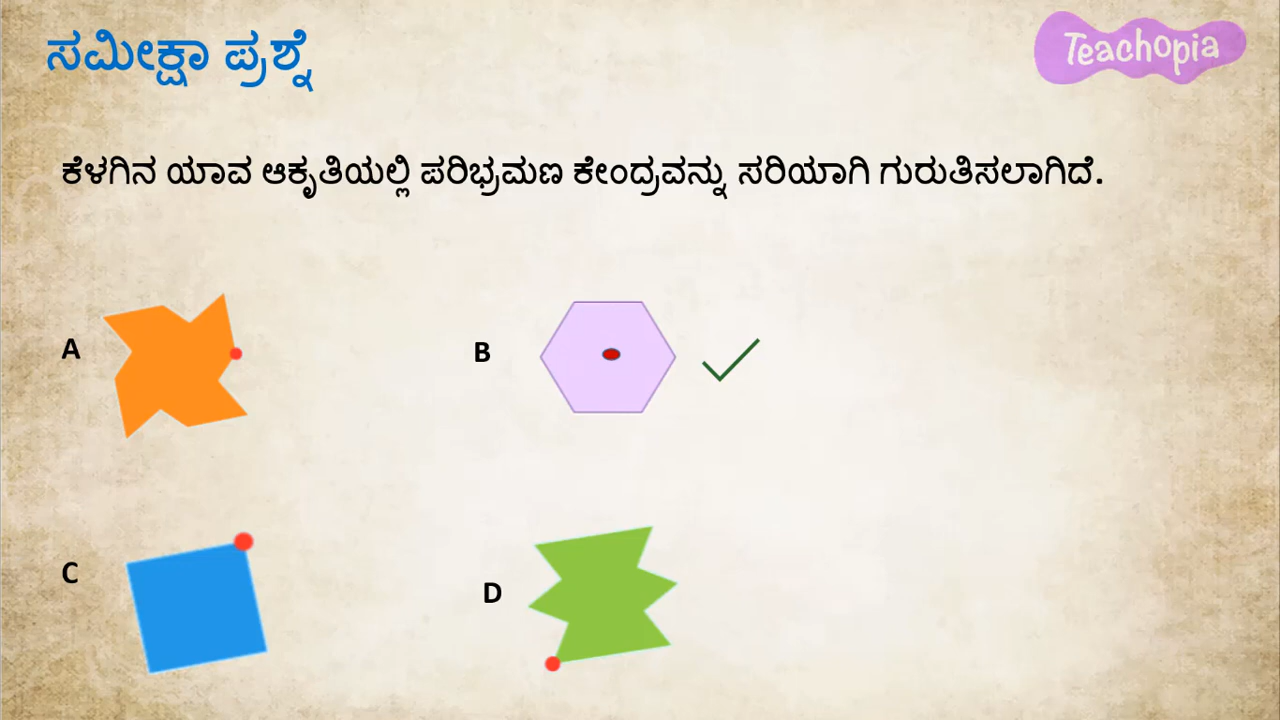 ಸಮೀಕ್ಷಾ ಪ್ರಶ್ನೆ
Teachopia
ಕೆಳಗಿನ ಯಾವ ಆಕೃತಿಯಲ್ಲಿ ಪರಿಭ್ರಮಣ ಕೇಂದ್ರವನ್ನು ಸರಿಯಾಗಿ ಗುರುತಿಸಲಾಗಿದೆ.
A
B
C
D